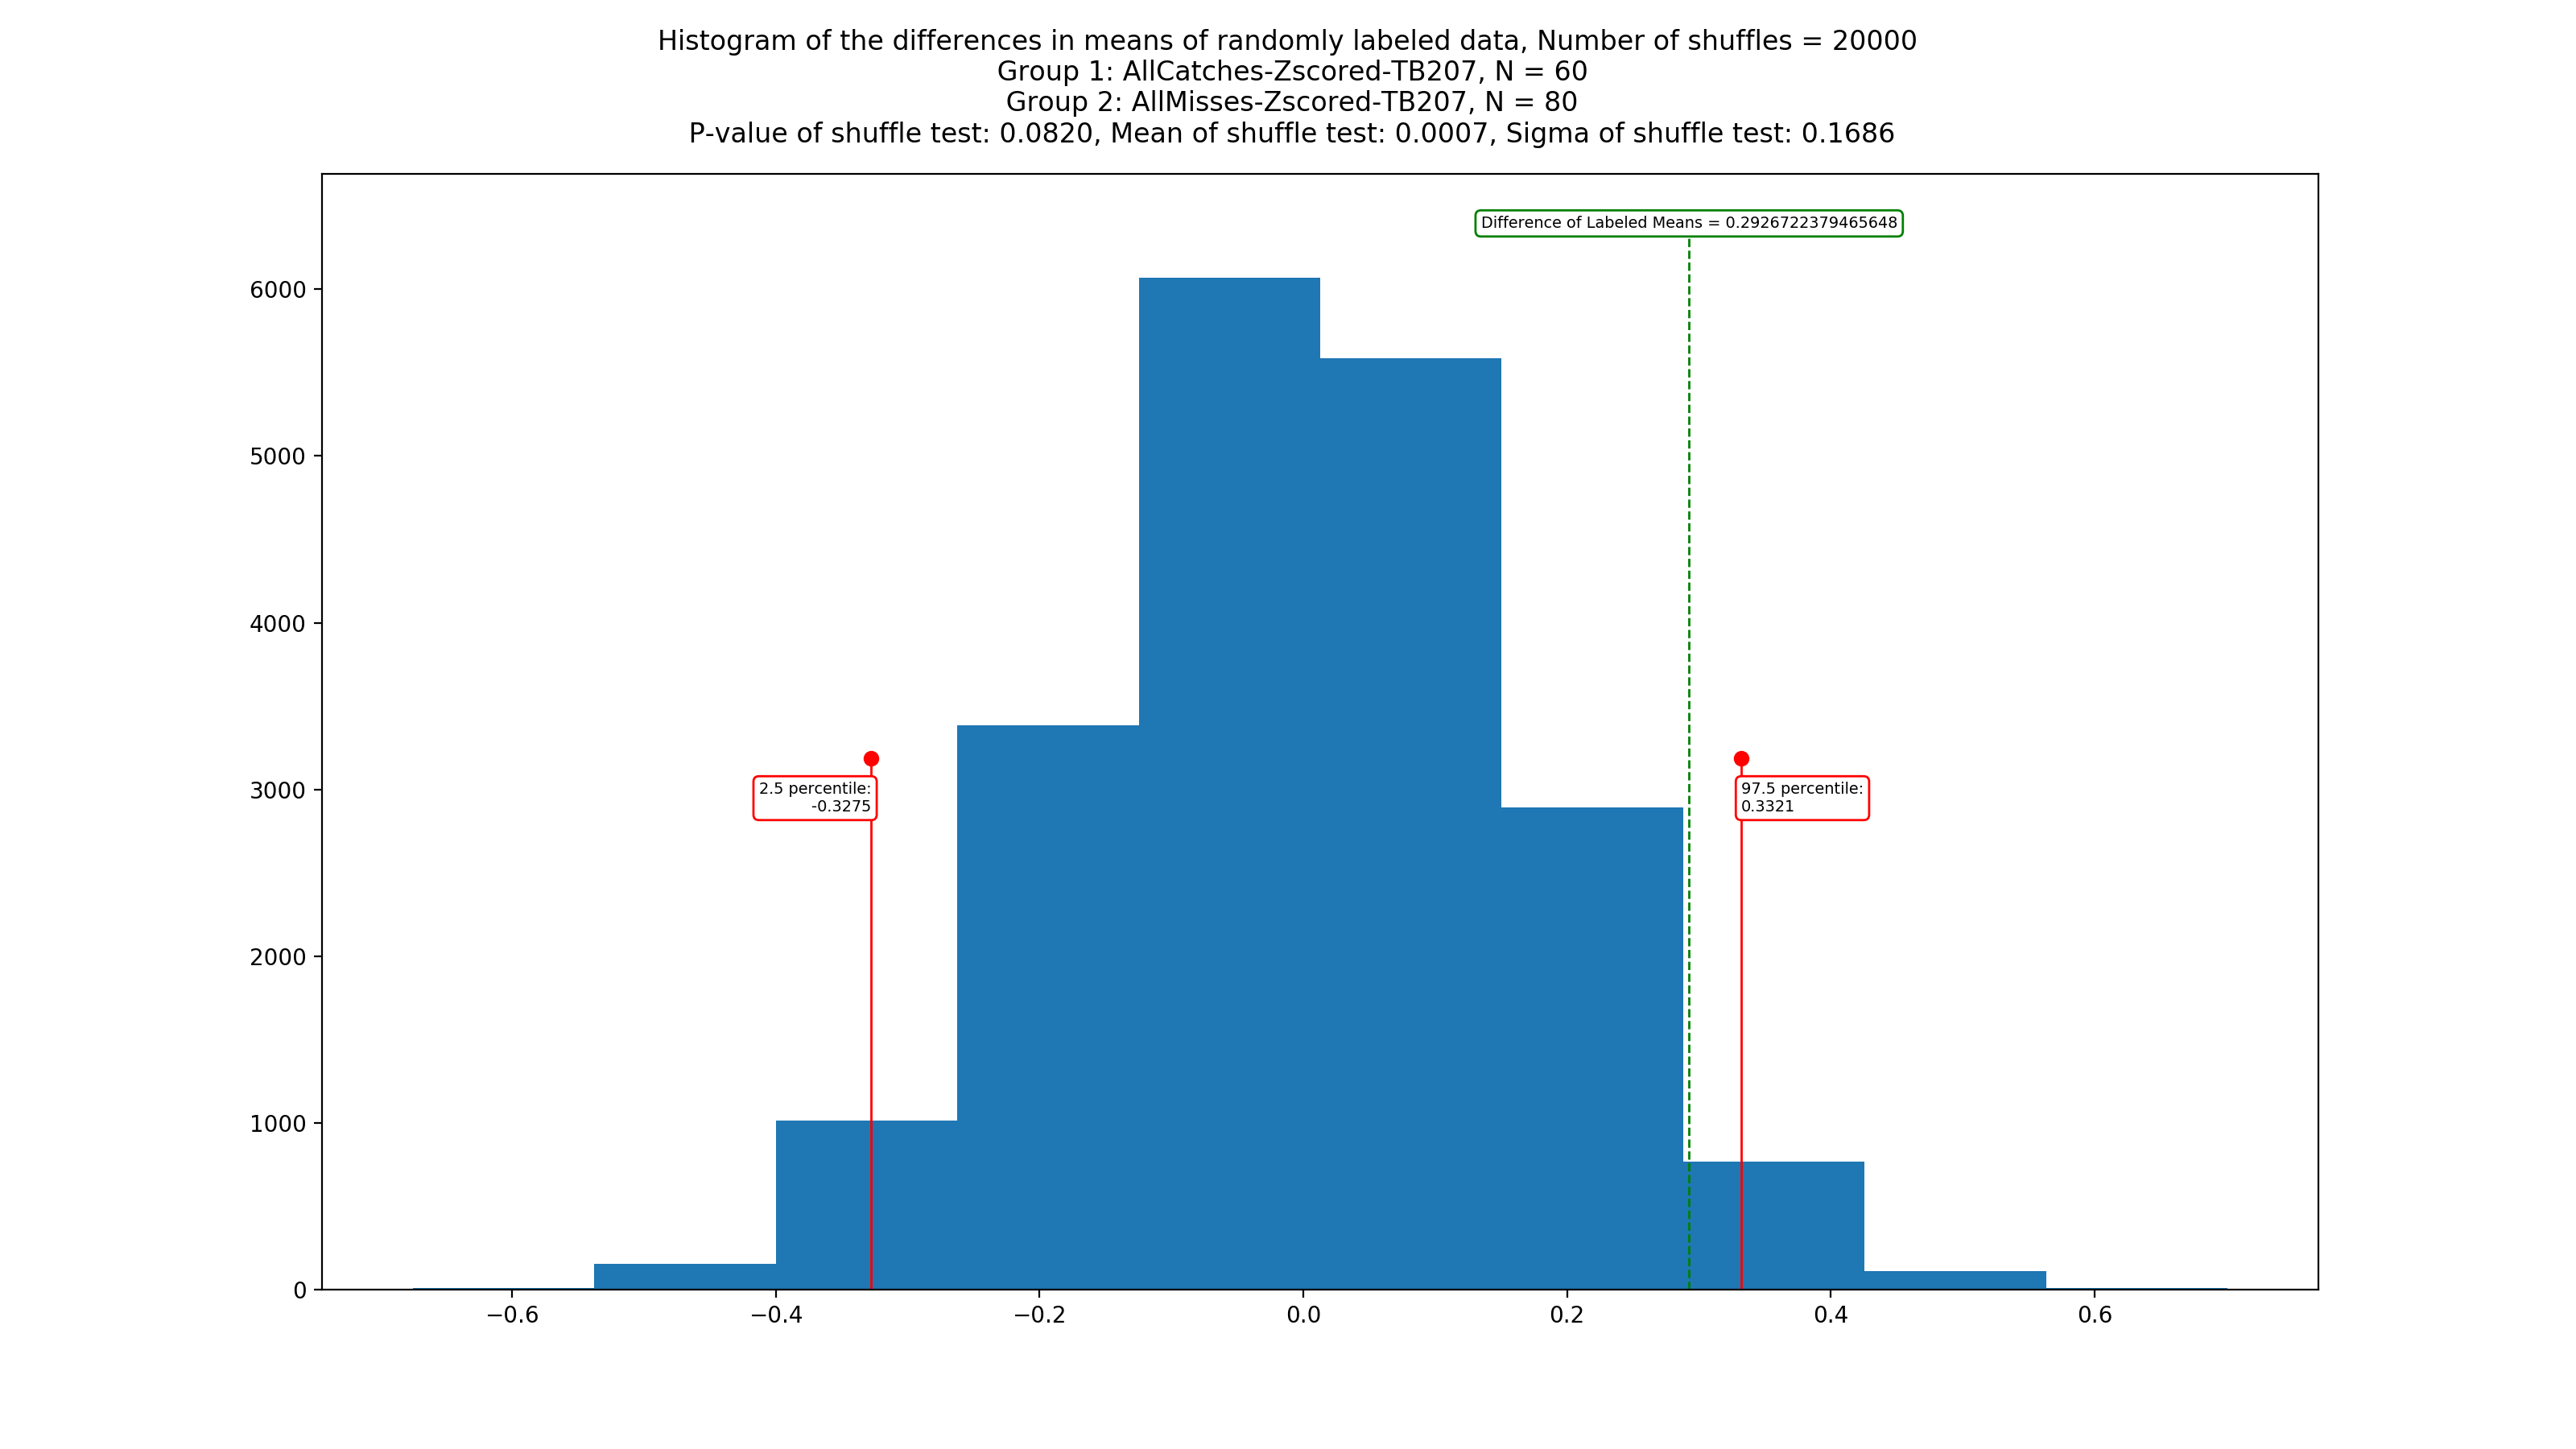 Histogram of the differences in means of randomly labeled data, Number of shuffles = 20000
Group 1: AllCatches-Zscored-TB207, N = 60
Group 2: AllMisses-Zscored-TB207, N = 80
P-value of shuffle test: 0.0820, Mean of shuffle test: 0.0007, Sigma of shuffle test: 0.1686
Difference of Labeled Means = 0.2926722379465648
6000
5000
4000
3000
2000
1000
0
2.5 percentile:
-0.3275
97.5 percentile:
0.3321
−0.6
−0.4
−0.2
0.0
0.2
0.4
0.6